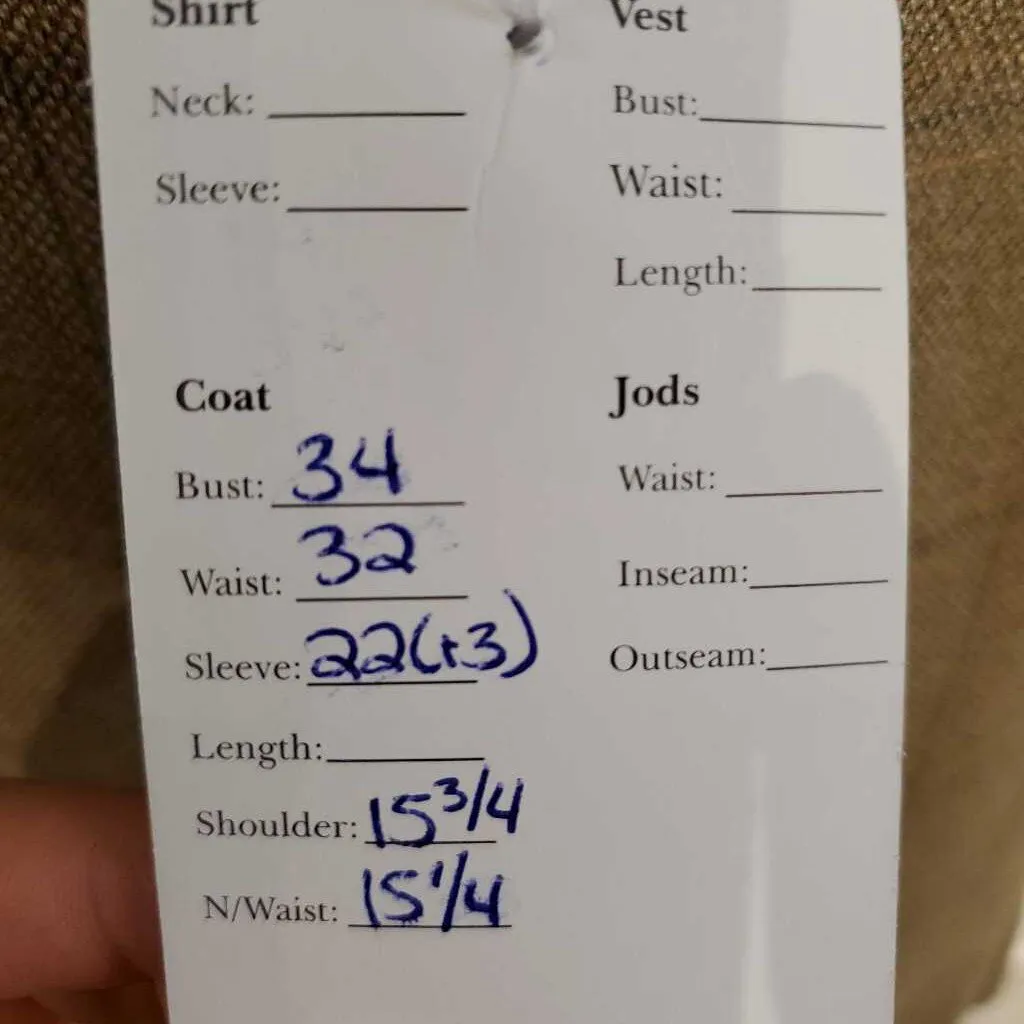 Shirt
Neck:
Sleeve:
Vest
Bust:
Waist:
Length:
Coat
Bust: 34
Waist: 32
Sleeve: 22(+3)
Length:
Shoulder: 15 3/4
N/Waist: 15 1/4
Jods
Waist:
Inseam:
Outseam: